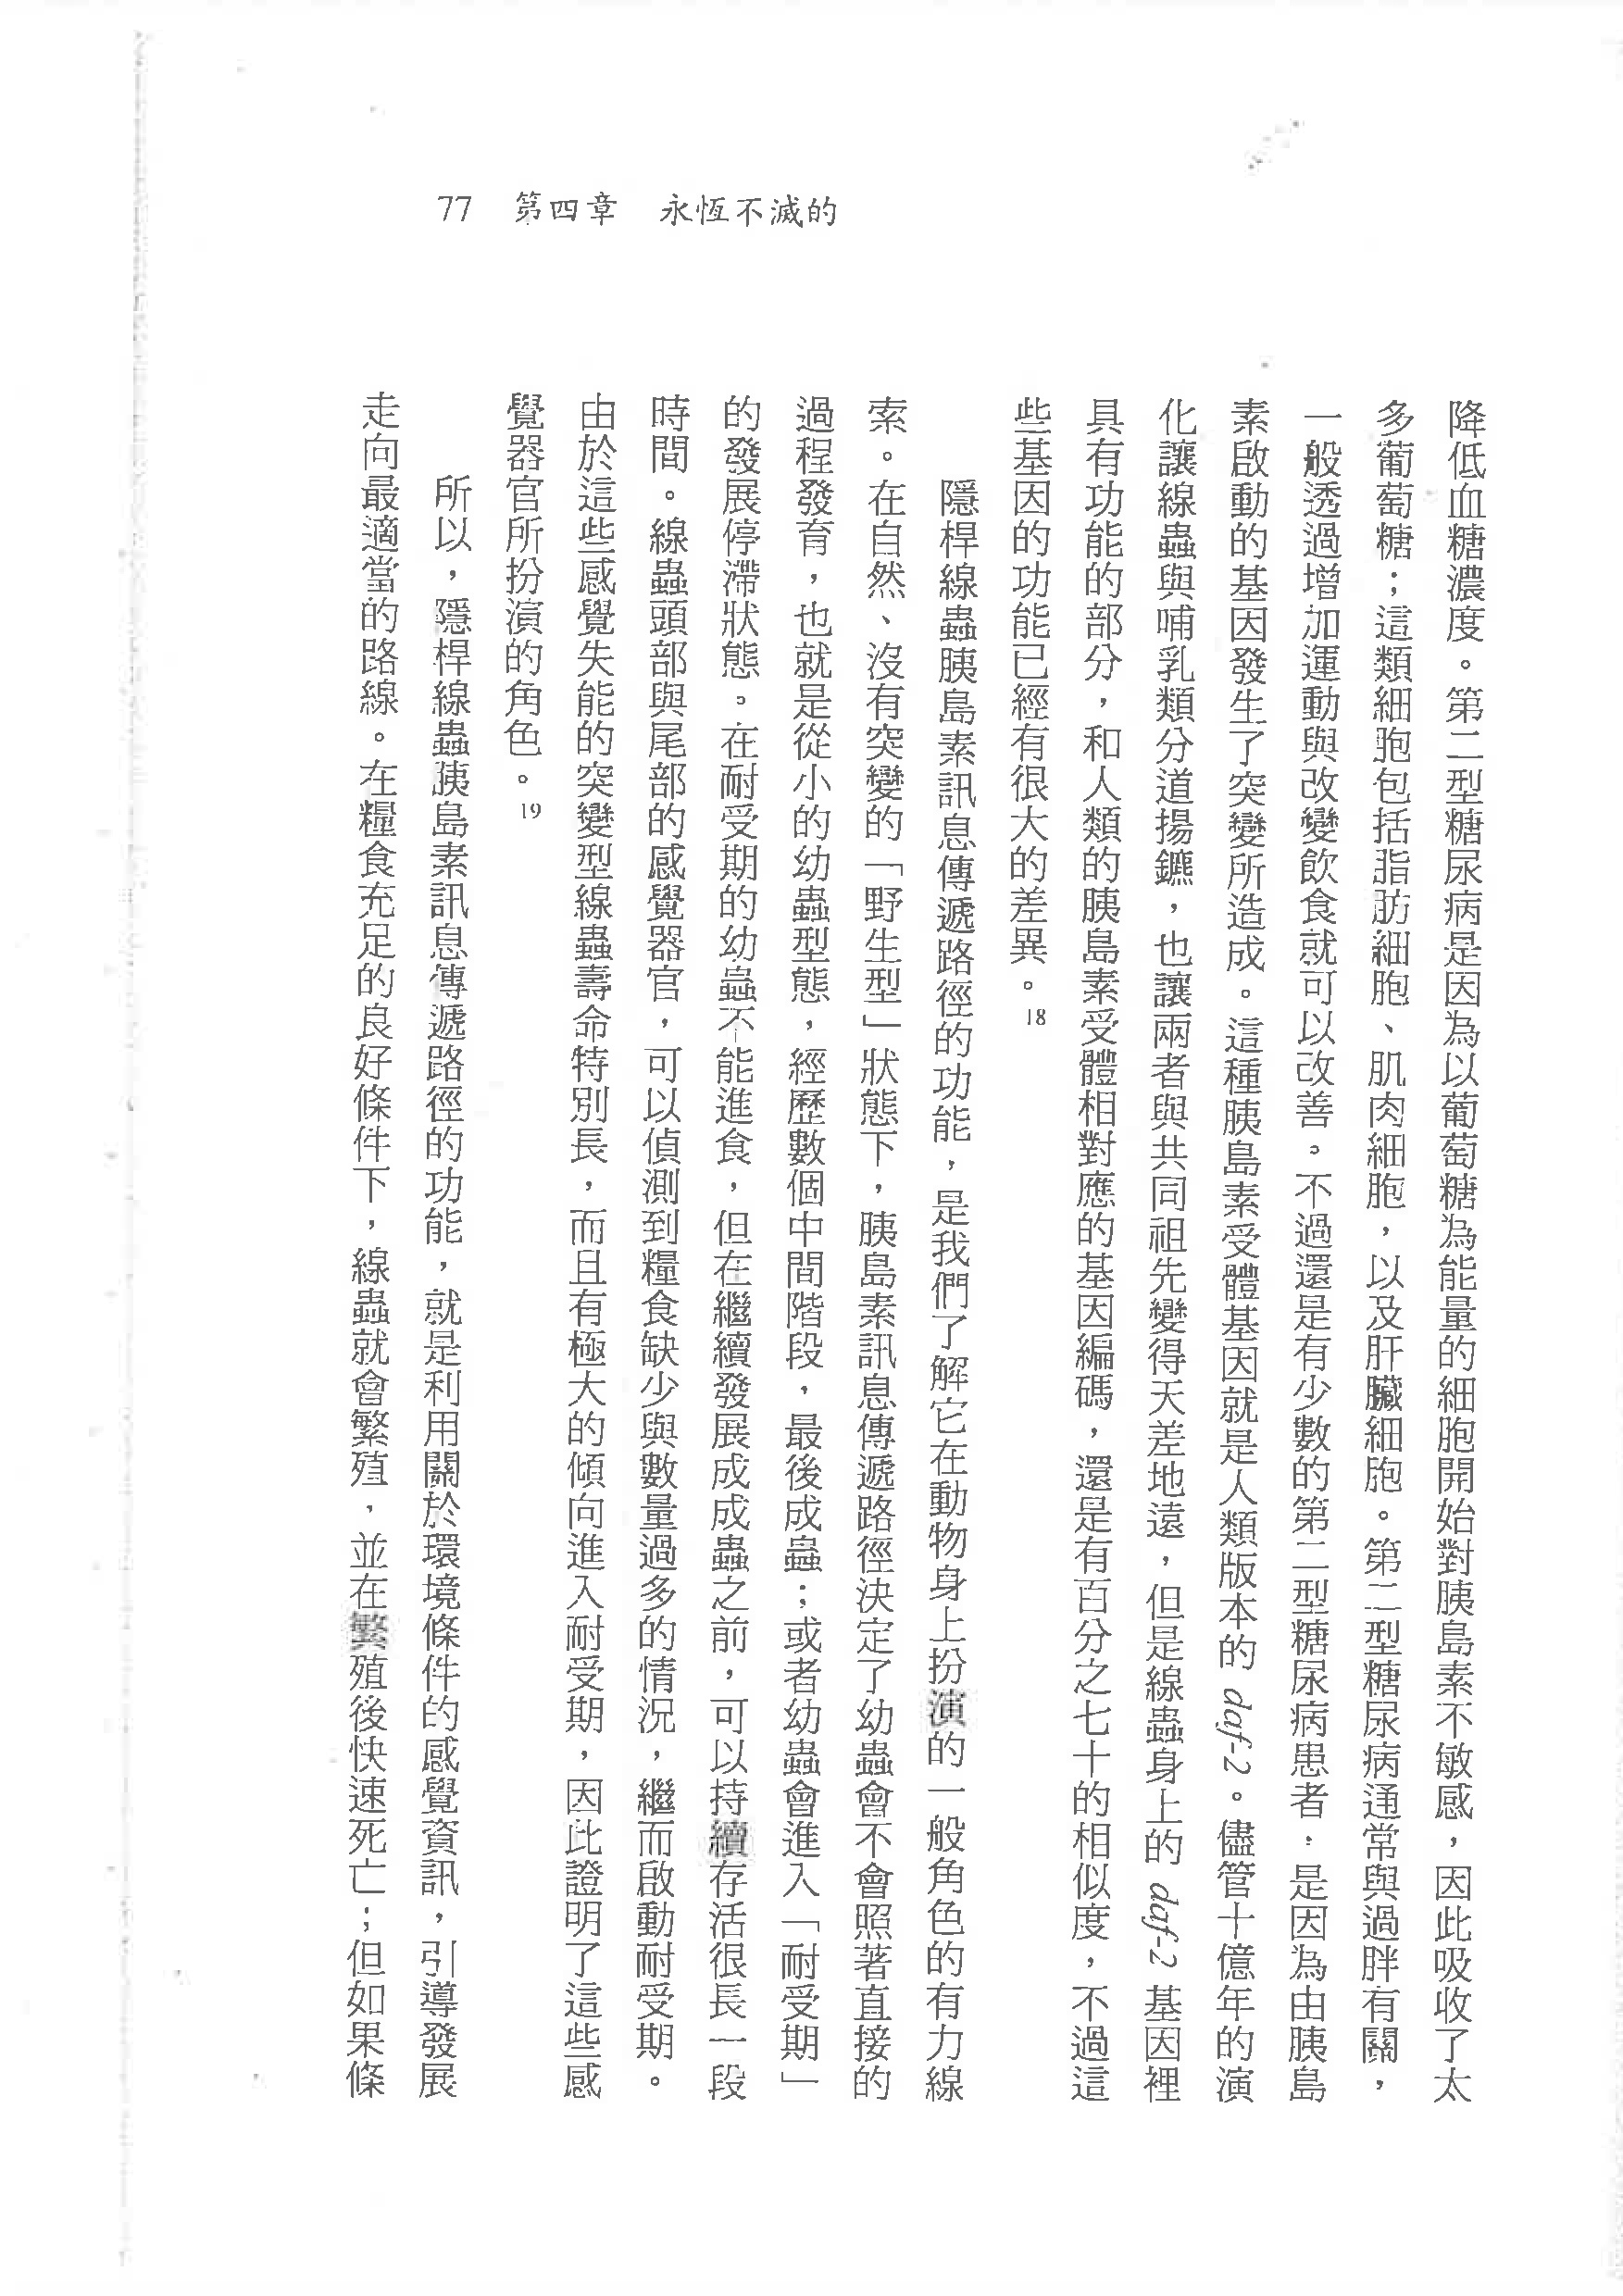 77　第四章　永恆不滅的
降低血糖濃度。第二型糖尿病是因為以葡萄糖為能量的細胞開始對胰島素不敏感，因此吸收了太
多葡萄糖；這類細胞包括脂肪細胞、肌肉細胞，以及肝臟細胞。第二型糖尿病通常與過胖有關，
一般透過增加運動與改變飲食就可以改善。不過還是有少數的第二型糖尿病患者，是因為由胰島
素啟動的基因發生了突變所造成。這種胰島素受體基因就是人類版本的 daf-2。儘管十億年的演
化讓線蟲與哺乳類分道揚鑣，也讓兩者與共同祖先變得天差地遠，但是線蟲身上的 daf-2 基因裡
具有功能的部分，和人類的胰島素受體相對應的基因編碼，還是有百分之七十的相似度，不過這
些基因的功能已經有很大的差異。18
隱桿線蟲胰島素訊息傳遞路徑的功能，是我們了解它在動物身上扮演的一般角色的有力線
索。在自然、沒有突變的「野生型」狀態下，胰島素訊息傳遞路徑決定了幼蟲會不會照著直接的
過程發育，也就是從小的幼蟲型態，經歷數個中間階段，最後成蟲；或者幼蟲會進入「耐受期」
的發展停滯狀態。在耐受期的幼蟲不能進食，但在繼續發展成成蟲之前，可以持續存活很長一段
時間。線蟲頭部與尾部的感覺器官，可以偵測到糧食缺少與數量過多的情況，繼而啟動耐受期。
由於這些感覺失能的突變型線蟲壽命特別長，而且有極大的傾向進入耐受期，因此證明了這些感
覺器官所扮演的角色。19
所以，隱桿線蟲胰島素訊息傳遞路徑的功能，就是利用關於環境條件的感覺資訊，引導發展
走向最適當的路線。在糧食充足的良好條件下，線蟲就會繁殖，並在繁殖後快速死亡；但如果條